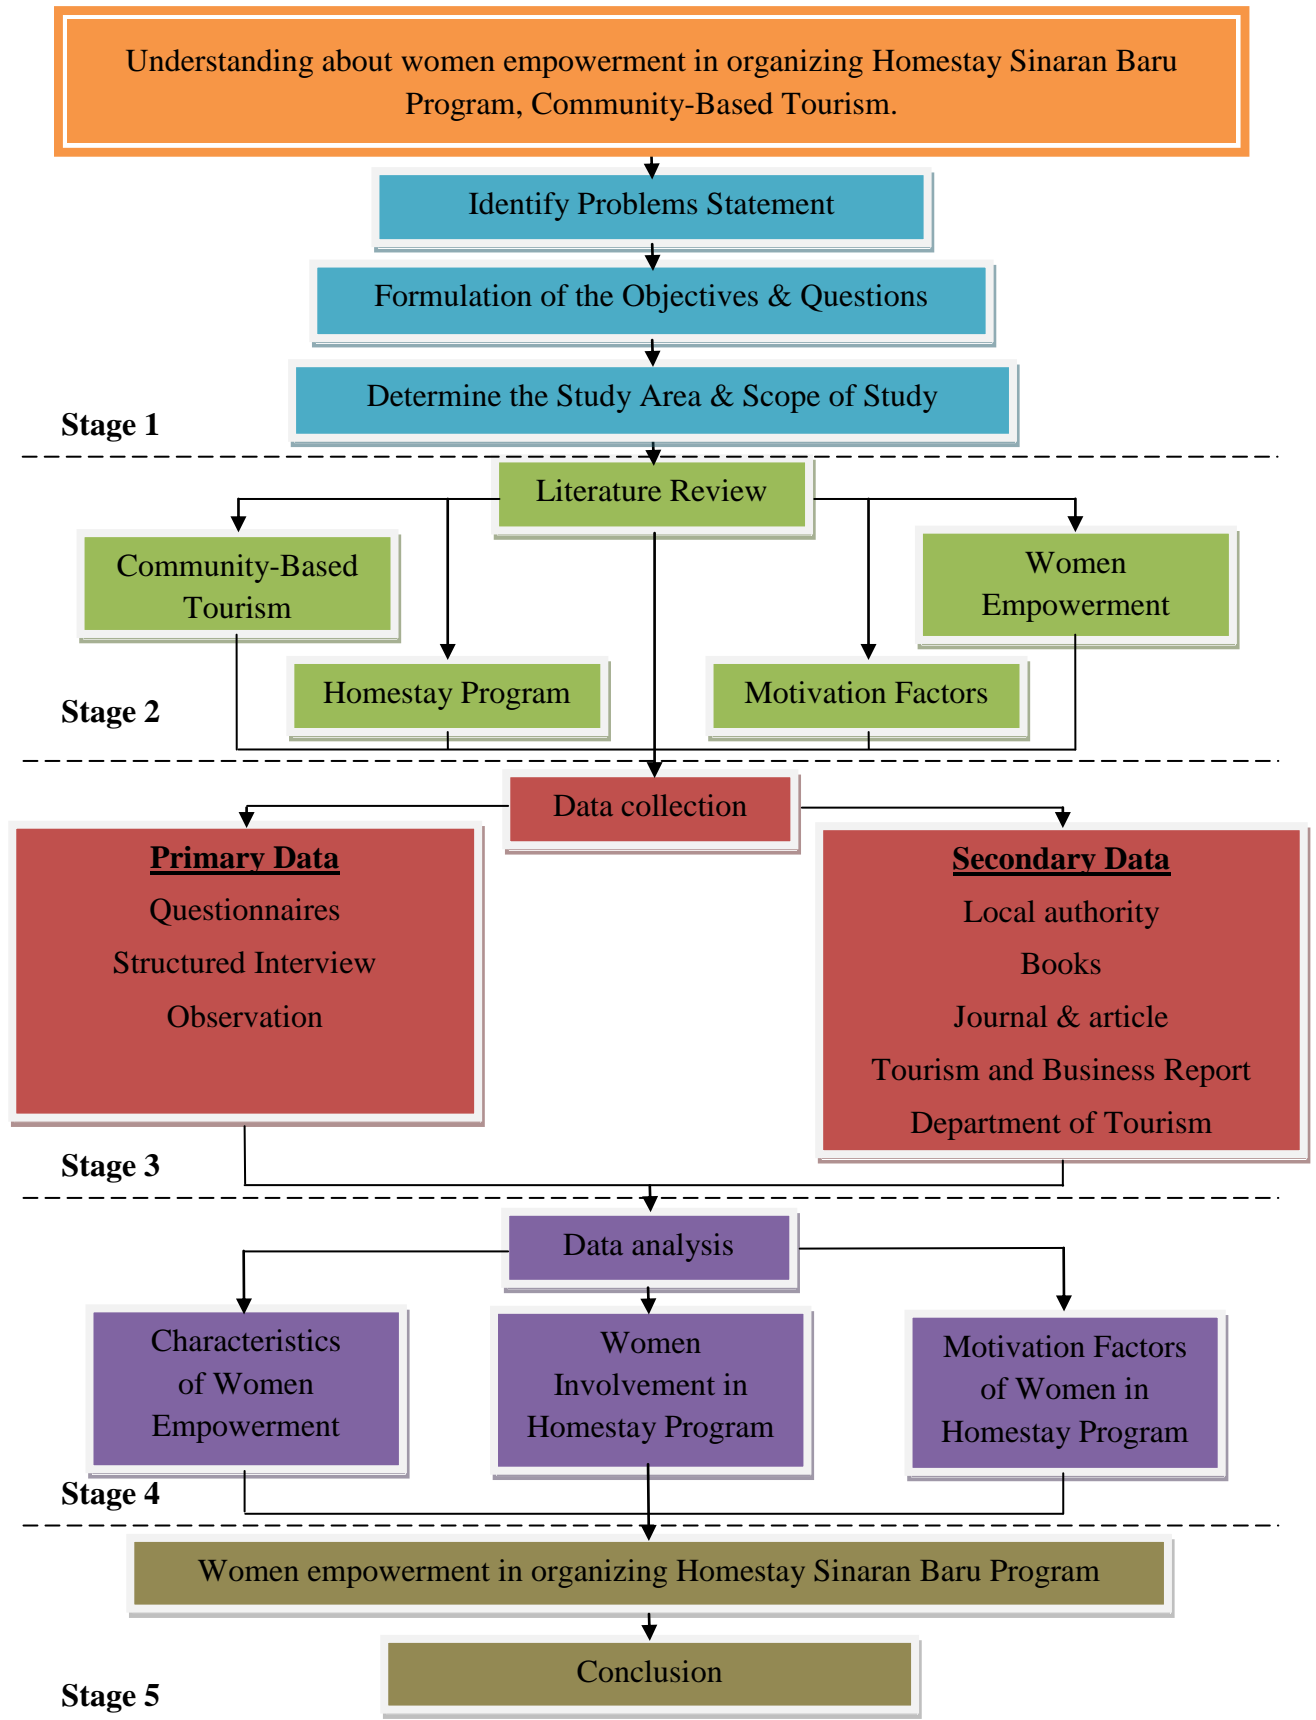 Understanding about women empowerment in organizing Homestay Sinaran Baru
Program, Community-Based Tourism.
Identify Problems Statement
Formulation of the Objectives & Questions
Determine the Study Area & Scope of Study
Stage 1
Literature Review
Community-Based
Tourism
Women
Empowerment
Homestay Program
Motivation Factors
Stage 2
Data collection
Primary Data
Questionnaires
Structured Interview
Observation
Secondary Data
Local authority
Books
Journal & article
Tourism and Business Report
Department of Tourism
Stage 3
Data analysis
Characteristics
of Women
Empowerment
Women
Involvement in
Homestay Program
Motivation Factors
of Women in
Homestay Program
Stage 4
Women empowerment in organizing Homestay Sinaran Baru Program
Conclusion
Stage 5